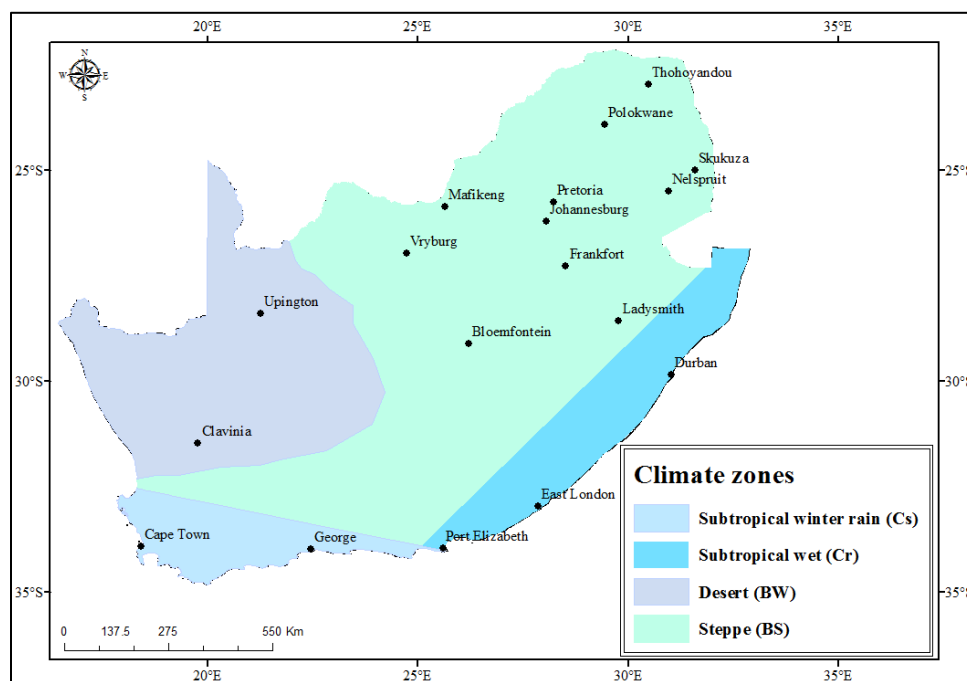 20°E 25°E 30°E 35°E
N
W E
S
Thohoyandou
Polokwane
25°S 25°S
Skukuza
Nelspruit
Mafikeng
Pretoria
Johannesburg
Vryburg
Frankfort
Upington
Ladysmith
Bloemfontein
Durban
30°S 30°S
Clavinia
East London
Cape Town
George
Port Elizabeth
35°S 35°S
Climate zones
Subtropical winter rain (Cs)
Subtropical wet (Cr)
Desert (BW)
Steppe (BS)
0 137.5 275 550 Km
20°E 25°E 30°E 35°E